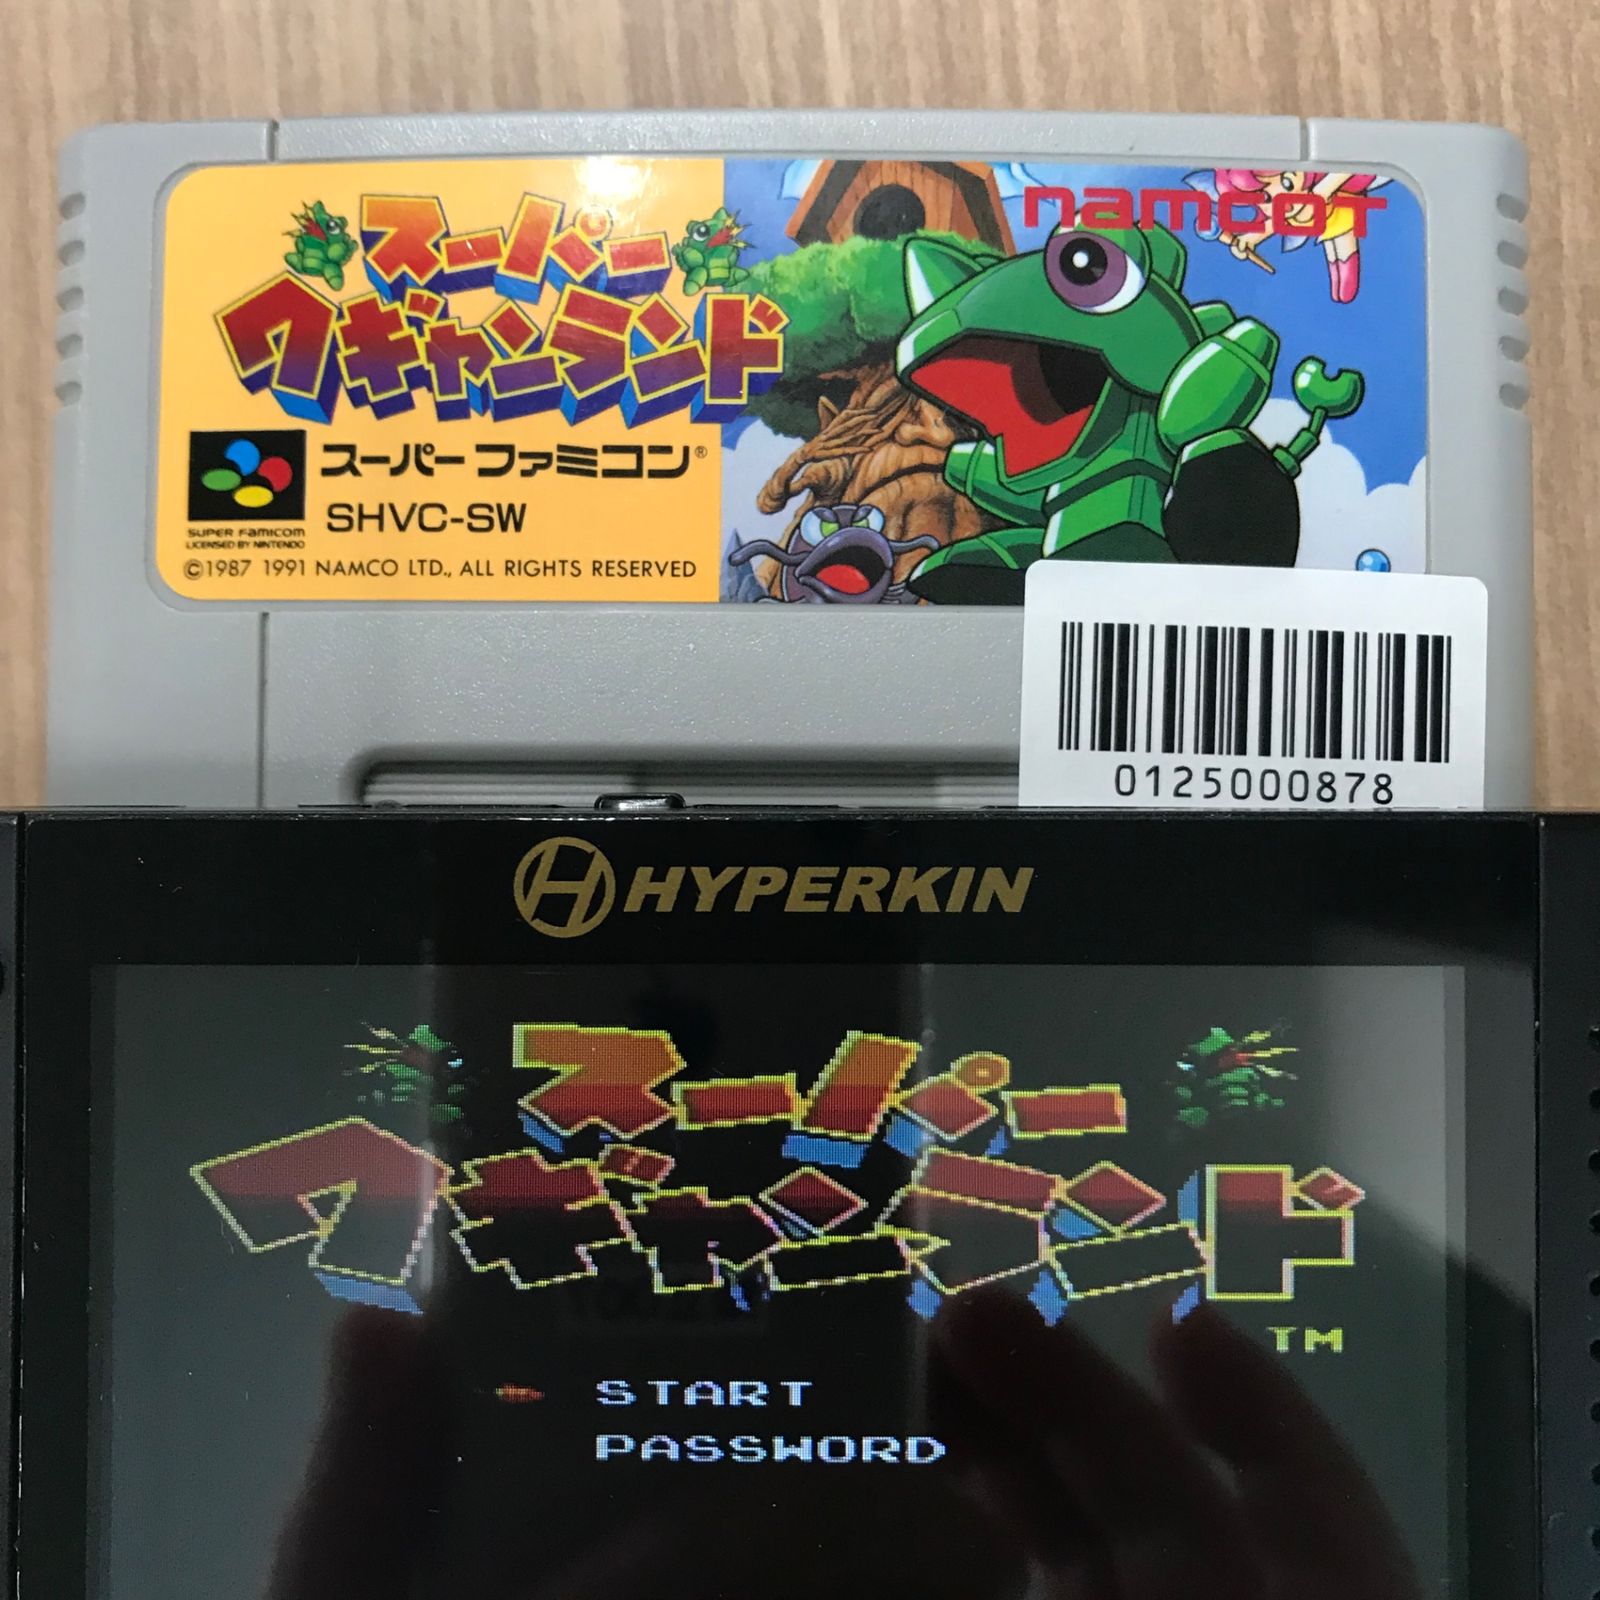 スーパー
ワギャンランド
namcoT
スーパーファミコン®
SHVC-SW
SUPER FAMICOM
LICENSED BY NINTENDO
©1987 1991 NAMCO LTD., ALL RIGHTS RESERVED
0125000878
HYPERKIN
スーパー
ワギャンランド
TM
START
PASSWORD